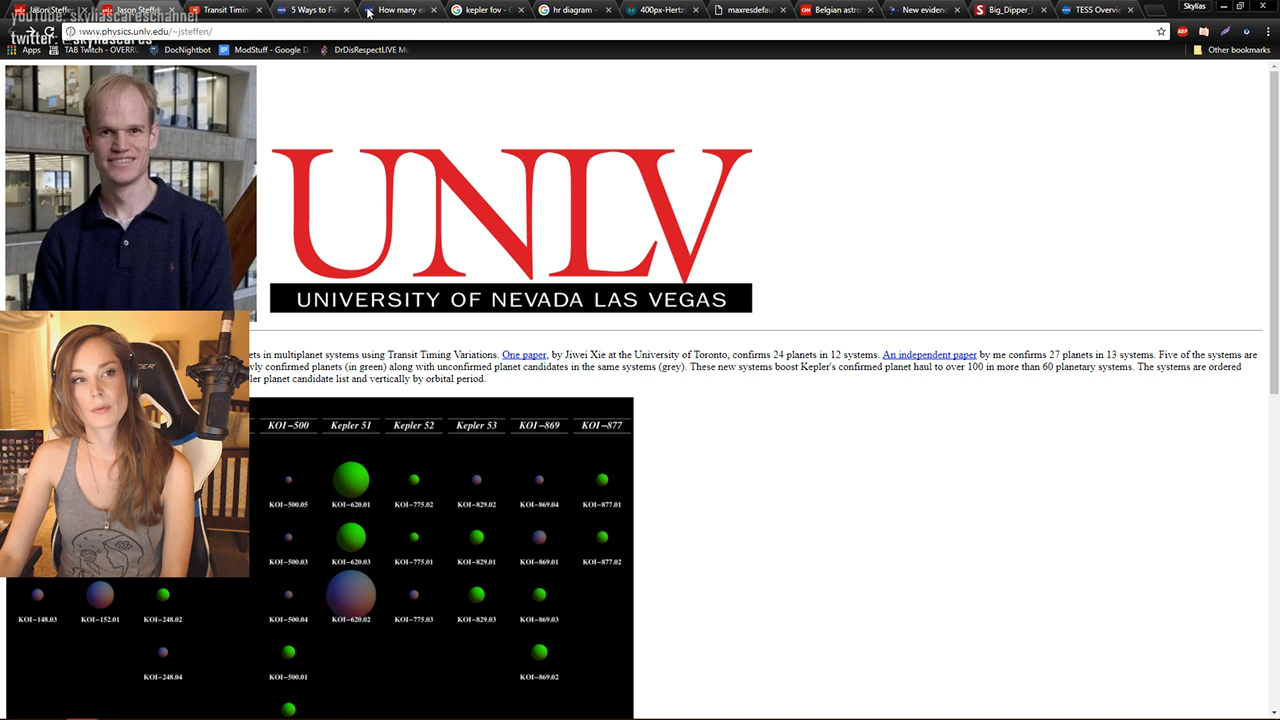 Jason Steffe
Jason Steffe
Transit Timin
5 Ways to Fi
How many e
kepler fov -
hr diagram -
400px-Hertz
maxresdefau
Belgian astro
New evidenc
Big_Dipper_
TESS Overvi
Skylias
youtube: skyliascareschannel
twitter: @skyliascares
www.physics.unlv.edu/~jsteffen/
Apps
TAB Twitch - OVERR
DocNightbot
ModStuff - Google D
DrDisRespectLIVE Mu
Other bookmarks
UNLV
UNIVERSITY OF NEVADA LAS VEGAS
ets in multiplanet systems using Transit Timing Variations. One paper, by Jiwei Xie at the University of Toronto, confirms 24 planets in 12 systems. An independent paper by me confirms 27 planets in 13 systems. Five of the systems are
wly confirmed planets (in green) along with unconfirmed planet candidates in the same systems (grey). These new systems boost Kepler's confirmed planet haul to over 100 in more than 60 planetary systems. The systems are ordered
ler planet candidate list and vertically by orbital period.
KOI-500 Kepler 51 Kepler 52 Kepler 53 KOI-869 KOI-877
KOI-500.05 KOI-620.01 KOI-775.02 KOI-829.02 KOI-869.04 KOI-877.01
KOI-500.03 KOI-620.03 KOI-775.01 KOI-829.01 KOI-869.01 KOI-877.02
KOI-148.03 KOI-152.01 KOI-248.02 KOI-500.04 KOI-620.02 KOI-775.03 KOI-829.03 KOI-869.03
KOI-248.04 KOI-500.01 KOI-869.02